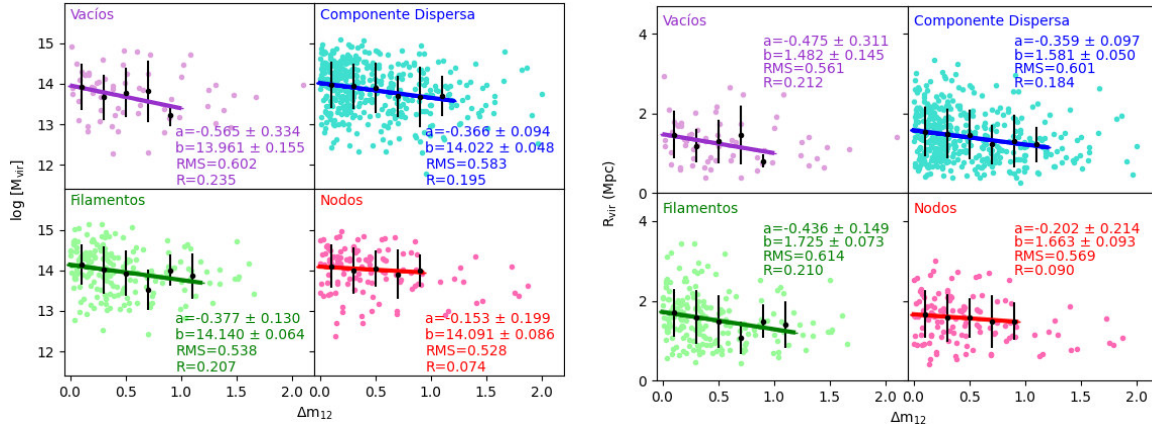 Vacíos
a=-0.565 ± 0.334
b=13.961 ± 0.155
RMS=0.602
R=0.235
Componente Dispersa
a=-0.366 ± 0.094
b=14.022 ± 0.048
RMS=0.583
R=0.195
Filamentos
a=-0.377 ± 0.130
b=14.140 ± 0.064
RMS=0.538
R=0.207
Nodos
a=-0.153 ± 0.199
b=14.091 ± 0.086
RMS=0.528
R=0.074
log [Mvir]
15
14
13
12
15
14
13
12
0.0 0.5 1.0 1.5 2.0 0.0 0.5 1.0 1.5 2.0
Δm12
Vacíos
a=-0.475 ± 0.311
b=1.482 ± 0.145
RMS=0.561
R=0.212
Componente Dispersa
a=-0.359 ± 0.097
b=1.581 ± 0.050
RMS=0.601
R=0.184
Filamentos
a=-0.436 ± 0.149
b=1.725 ± 0.073
RMS=0.614
R=0.210
Nodos
a=-0.202 ± 0.214
b=1.663 ± 0.093
RMS=0.569
R=0.090
Rvir (Mpc)
4
2
0
4
2
0
0.0 0.5 1.0 1.5 2.0 0.0 0.5 1.0 1.5 2.0
Δm12